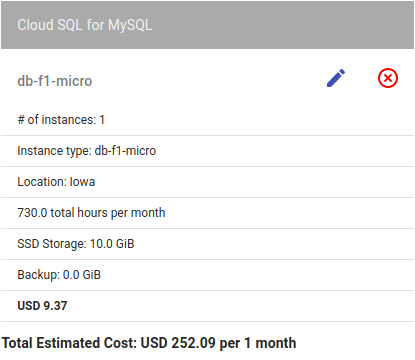 Cloud SQL for MySQL
db-f1-micro
# of instances: 1
Instance type: db-f1-micro
Location: Iowa
730.0 total hours per month
SSD Storage: 10.0 GiB
Backup: 0.0 GiB
USD 9.37
Total Estimated Cost: USD 252.09 per 1 month